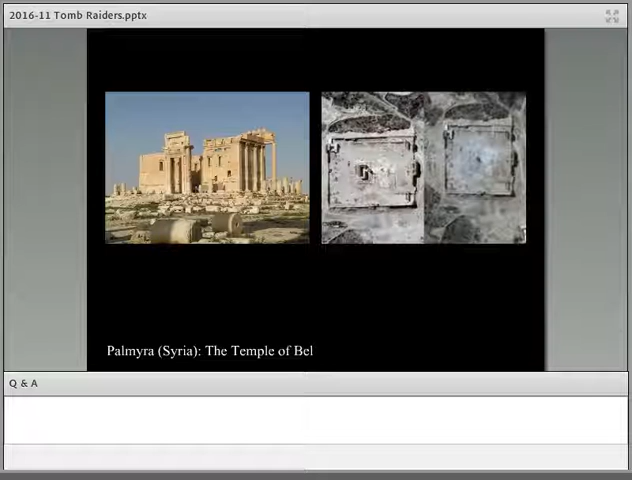 2016-11 Tomb Raiders.pptx
Palmyra (Syria): The Temple of Bel
Q & A